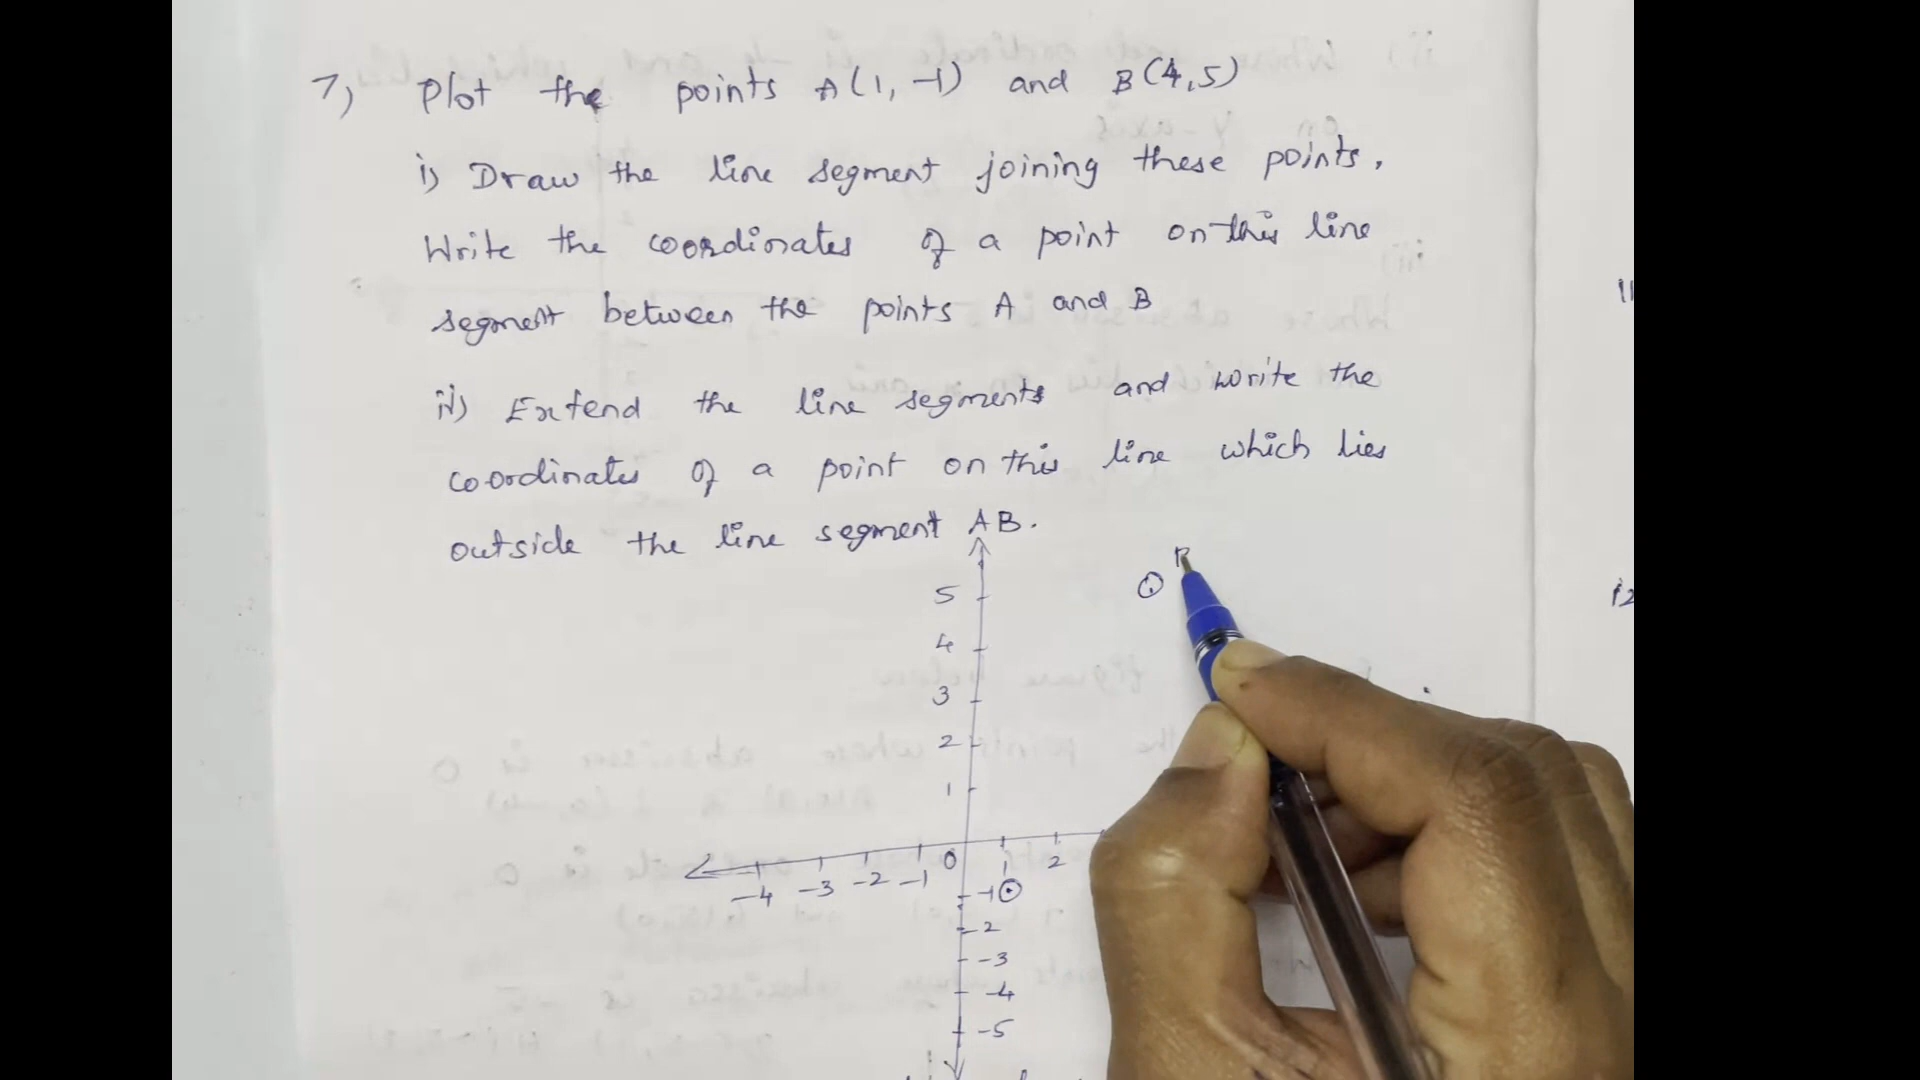 7) Plot the points A(1, -1) and B(4,5)
i) Draw the line segment joining these points.
Write the coordinates of a point on this line
segment between the points A and B
ii) Extend the line segments and write the
coordinates of a point on this line which lies
outside the line segment AB.
5
4
3
2
1
-4 -3 -2 -1 0 1 2
-1
-2
-3
-4
-5
11
12